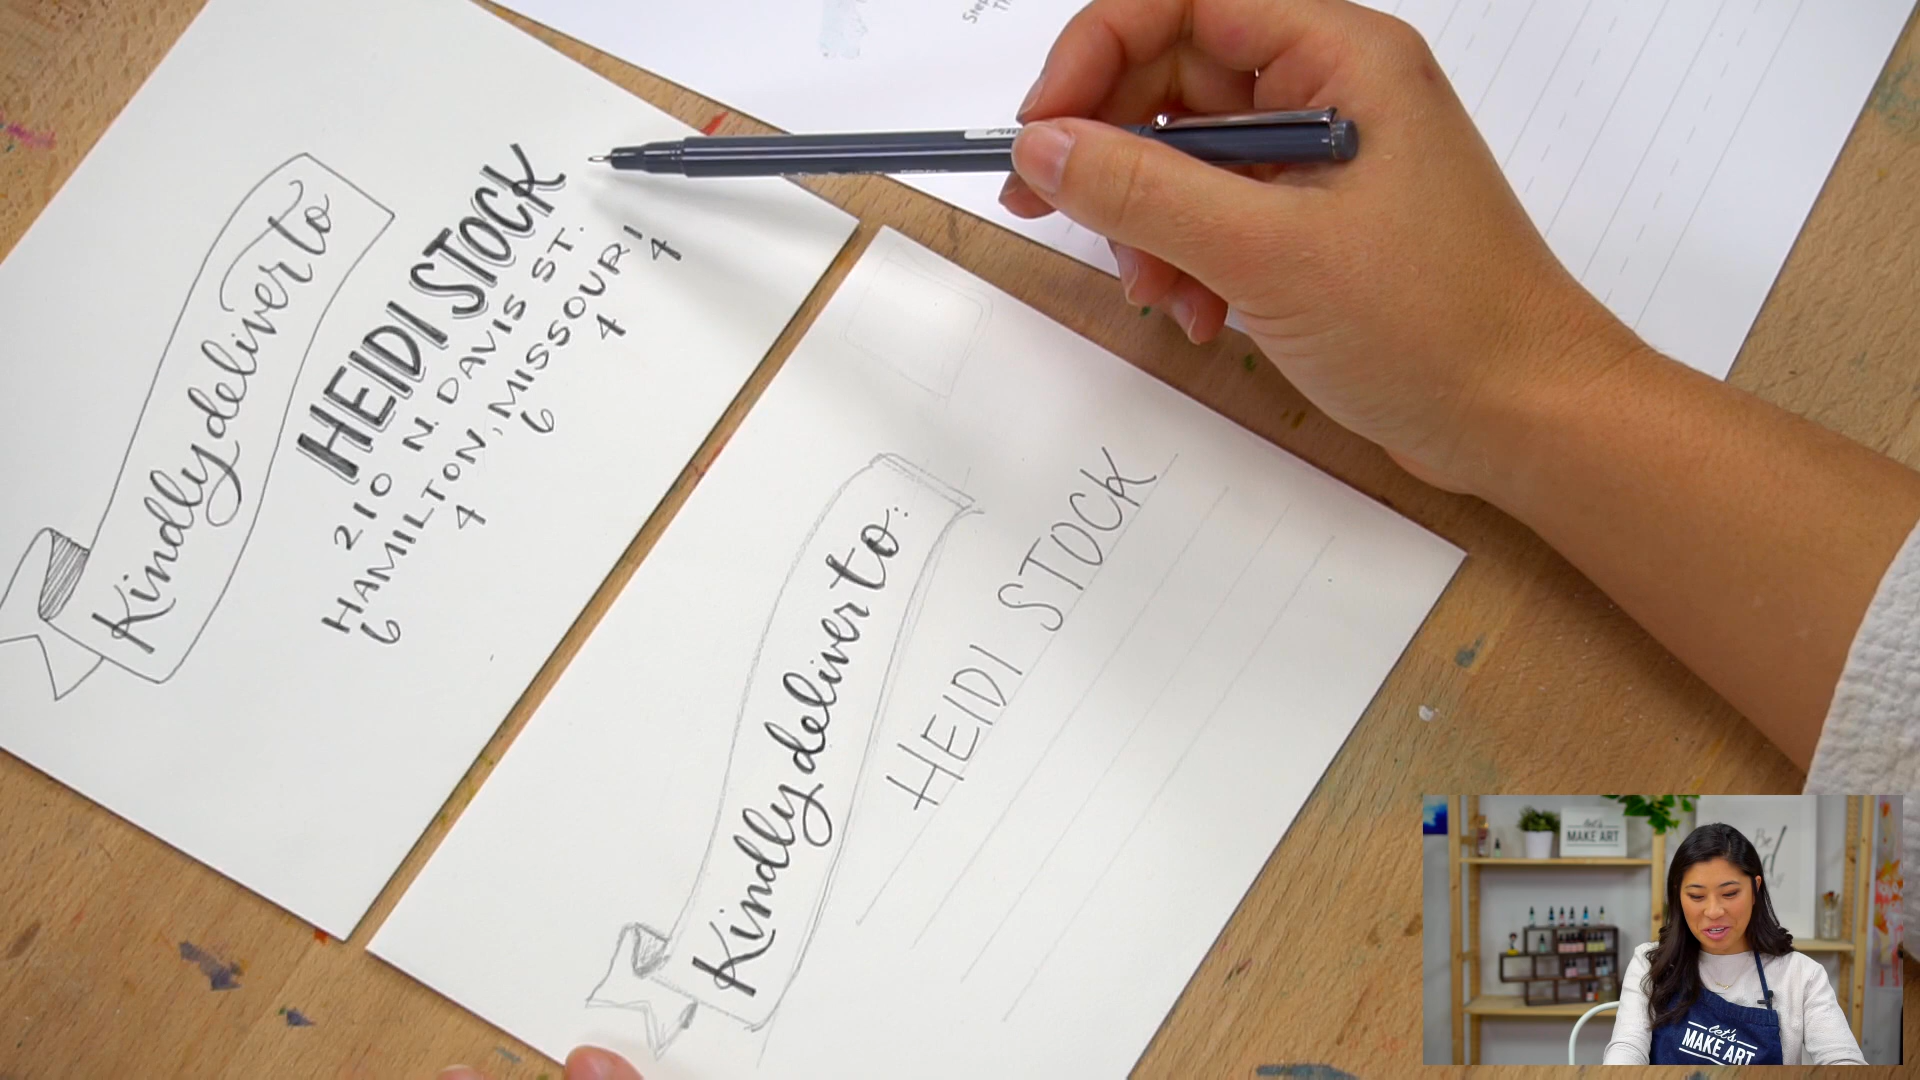 Kindly deliver to
HEIDI STOCK
210 N. DAVIS ST.
HAMILTON, MISSOURI
6 4 6 4 4
Kindly deliver to:
HEIDI STOCK
let's
MAKE ART
let's
MAKE ART